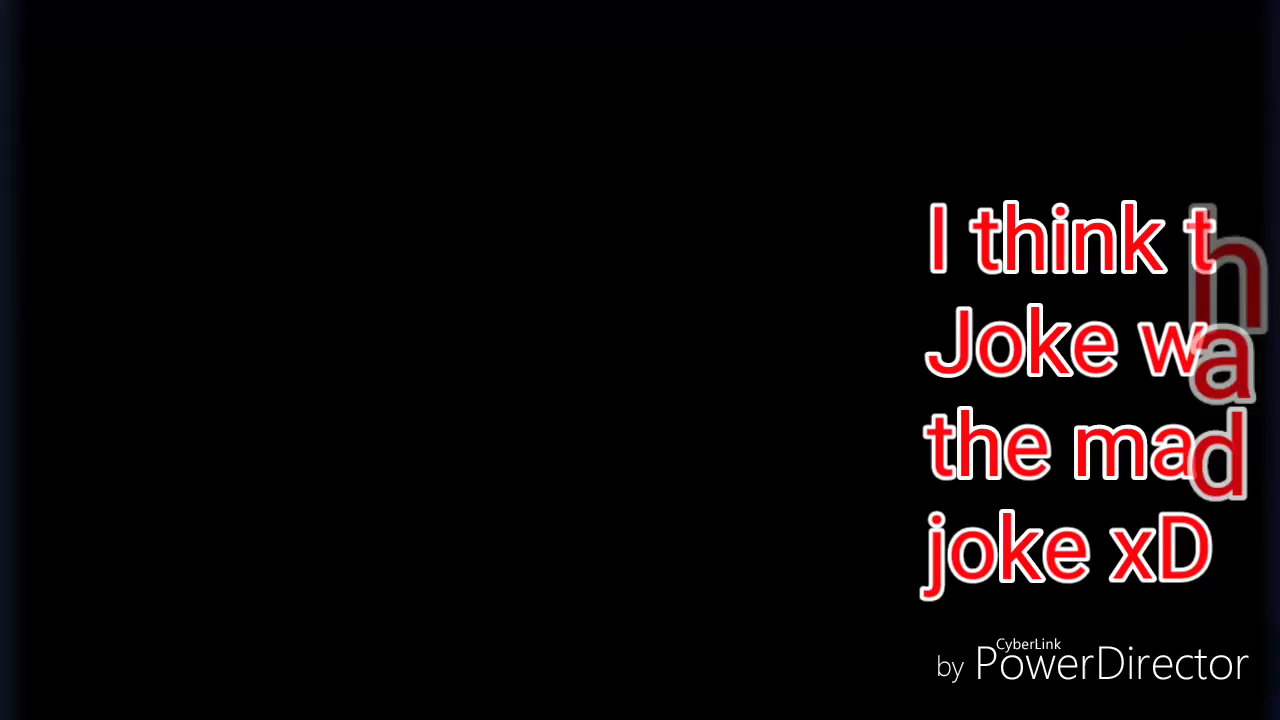 I think th
Joke wa
the mad
joke xD
CyberLink
by PowerDirector